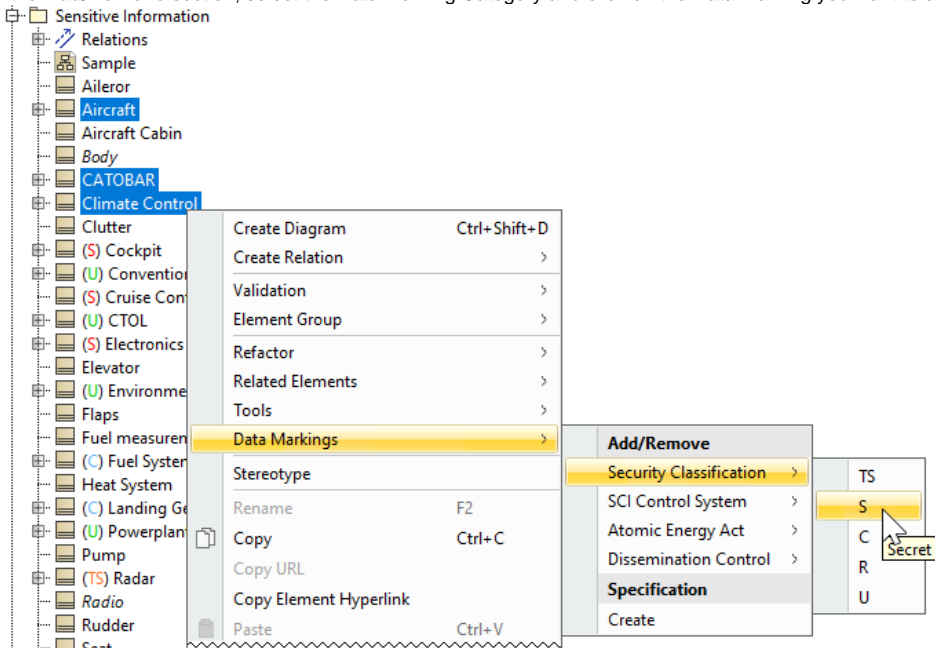 Sensitive Information
Relations
Sample
Aileror
Aircraft
Aircraft Cabin
Body
CATOBAR
Climate Control
Clutter
(S) Cockpit
(U) Convention
(S) Cruise Con
(U) CTOL
(S) Electronics
Elevator
(U) Environme
Flaps
Fuel measuren
(C) Fuel System
Heat System
(C) Landing Ge
(U) Powerplan
Pump
(TS) Radar
Radio
Rudder
Create Diagram Ctrl+Shift+D
Create Relation
Validation
Element Group
Refactor
Related Elements
Tools
Data Markings
Stereotype
Rename F2
Copy Ctrl+C
Copy URL
Copy Element Hyperlink
Paste Ctrl+V
Add/Remove
Security Classification
SCI Control System
Atomic Energy Act
Dissemination Control
Specification
Create
TS
S
C
R
U
Secret